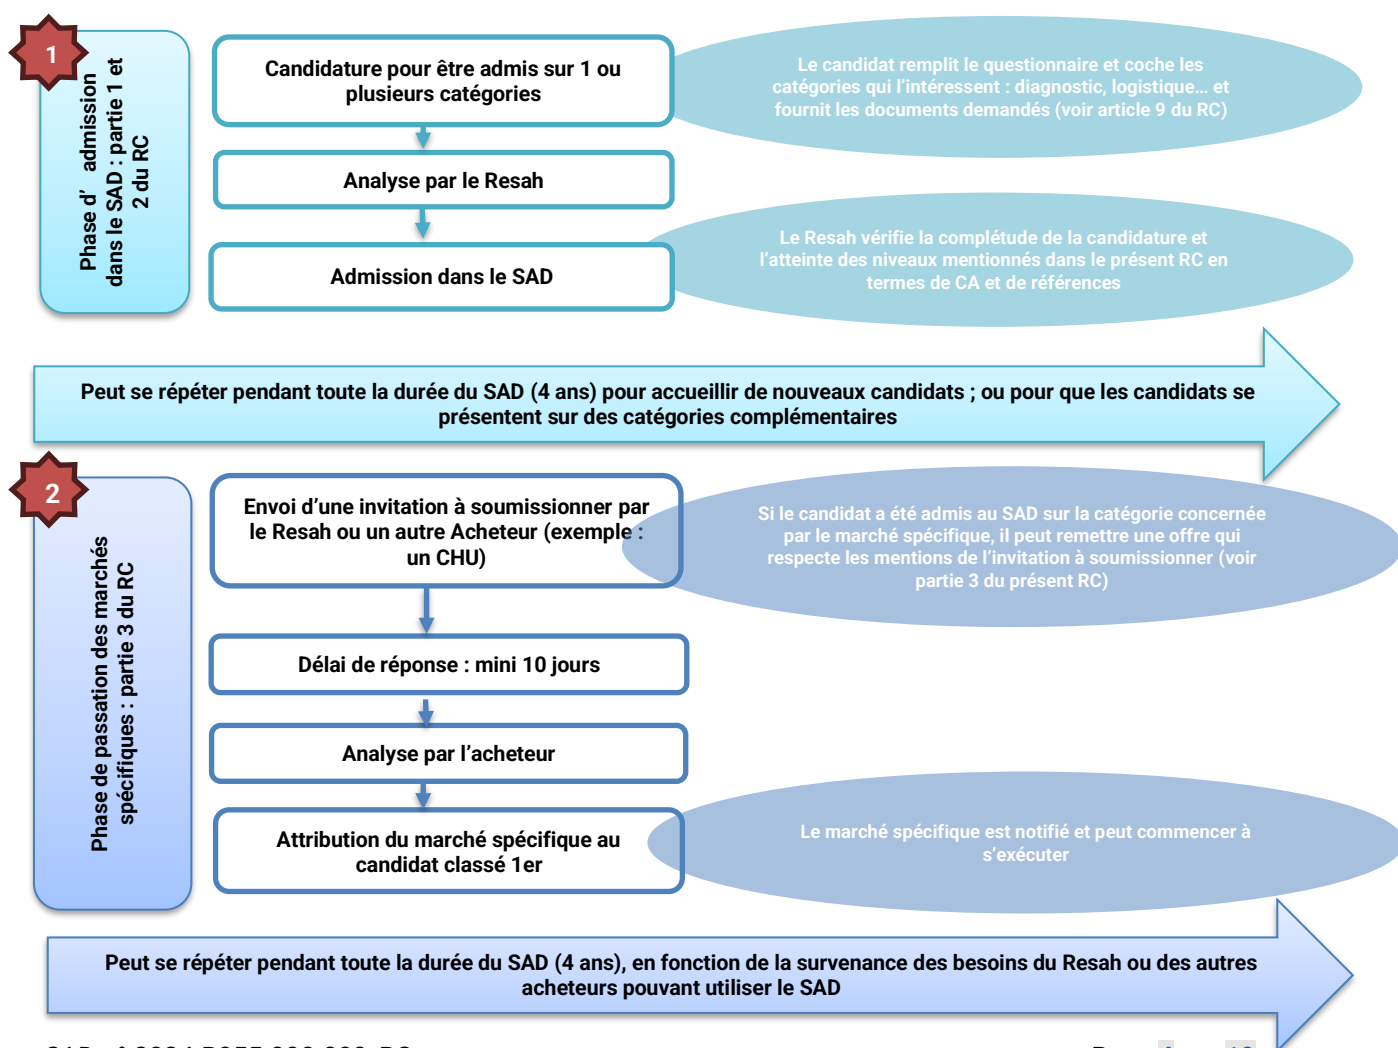 1
Phase d’ admission
dans le SAD : partie 1 et
2 du RC
Candidature pour être admis sur 1 ou
plusieurs catégories
Le candidat remplit le questionnaire et coche les
catégories qui l’intéressent : diagnostic, logistique… et
fournit les documents demandés (voir article 9 du RC)
Analyse par le Resah
Admission dans le SAD
Le Resah vérifie la complétude de la candidature et
l’atteinte des niveaux mentionnés dans le présent RC en
termes de CA et de références
Peut se répéter pendant toute la durée du SAD (4 ans) pour accueillir de nouveaux candidats ; ou pour que les candidats se
présentent sur des catégories complémentaires
2
Phase de passation des marchés
spécifiques : partie 3 du RC
Envoi d’une invitation à soumissionner par
le Resah ou un autre Acheteur (exemple :
un CHU)
Si le candidat a été admis au SAD sur la catégorie concernée
par le marché spécifique, il peut remettre une offre qui
respecte les mentions de l’invitation à soumissionner (voir
partie 3 du présent RC)
Délai de réponse : mini 10 jours
Analyse par l’acheteur
Attribution du marché spécifique au
candidat classé 1er
Le marché spécifique est notifié et peut commencer à
s’exécuter
Peut se répéter pendant toute la durée du SAD (4 ans), en fonction de la survenance des besoins du Resah ou des autres
acheteurs pouvant utiliser le SAD